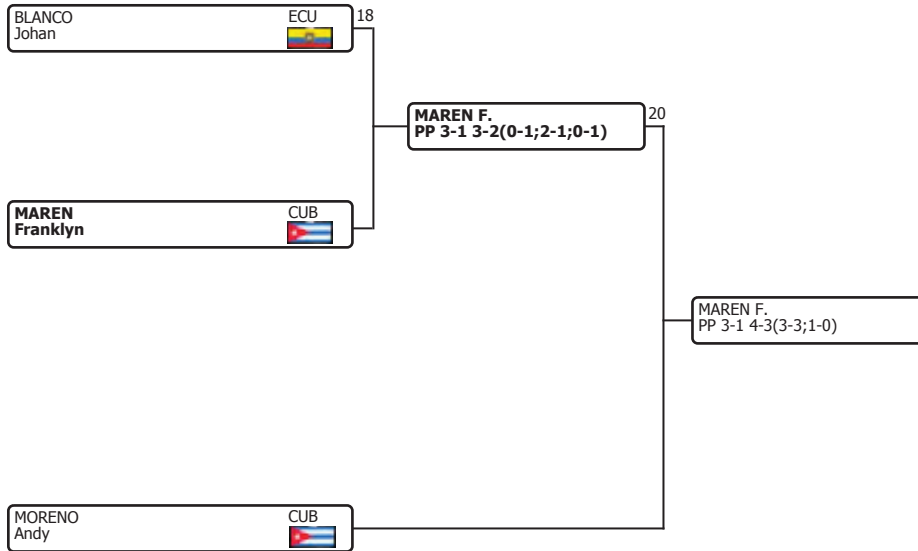 BLANCO ECU 18
Johan
MAREN F. 20
PP 3-1 3-2(0-1;2-1;0-1)
MAREN CUB
Franklyn
MAREN F.
PP 3-1 4-3(3-3;1-0)
MORENO CUB
Andy